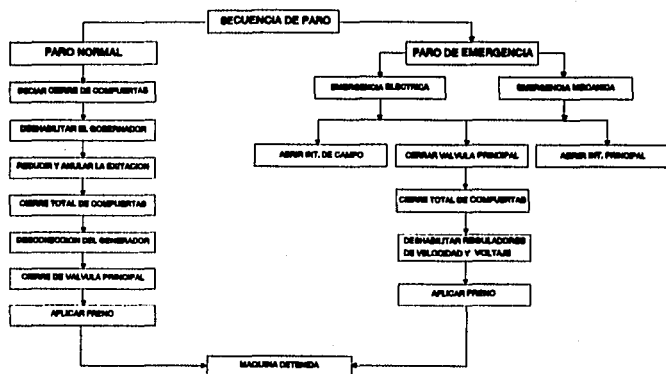 SECUENCIA DE PARO
PARO NORMAL
INICIAR CIERRE DE COMPUERTAS
DESHABILITAR EL GOBERNADOR
REDUCIR Y ANULAR LA EXITACION
CIERRE TOTAL DE COMPUERTAS
DESCONECCION DEL GENERADOR
CIERRE DE VALVULA PRINCIPAL
APLICAR FRENO
PARO DE EMERGENCIA
EMERGENCIA ELECTRICA
EMERGENCIA MECANICA
ABRIR INT. DE CAMPO
CERRAR VALVULA PRINCIPAL
ABRIR INT. PRINCIPAL
CIERRE TOTAL DE COMPUERTAS
DESHABILITAR REGULADORES
DE VELOCIDAD Y VOLTAJE
APLICAR FRENO
MAQUINA DETENIDA